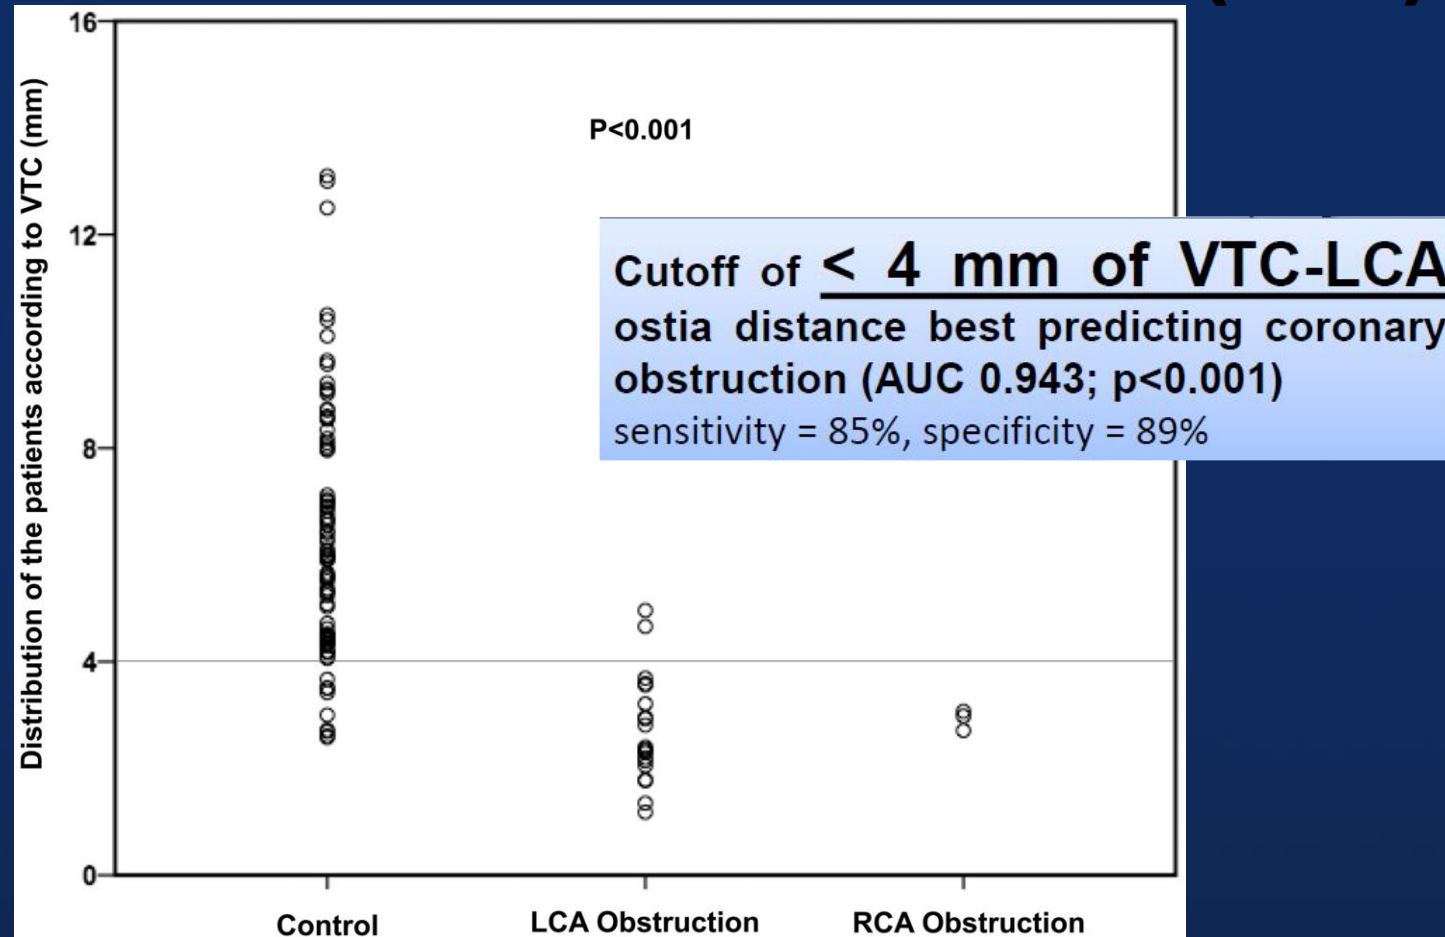 16
Distribution of the patients according to VTC (mm)
P<0.001
12
Cutoff of < 4 mm of VTC-LCA
ostia distance best predicting coronary
obstruction (AUC 0.943; p<0.001)
sensitivity = 85%, specificity = 89%
8
4
0
Control
LCA Obstruction
RCA Obstruction